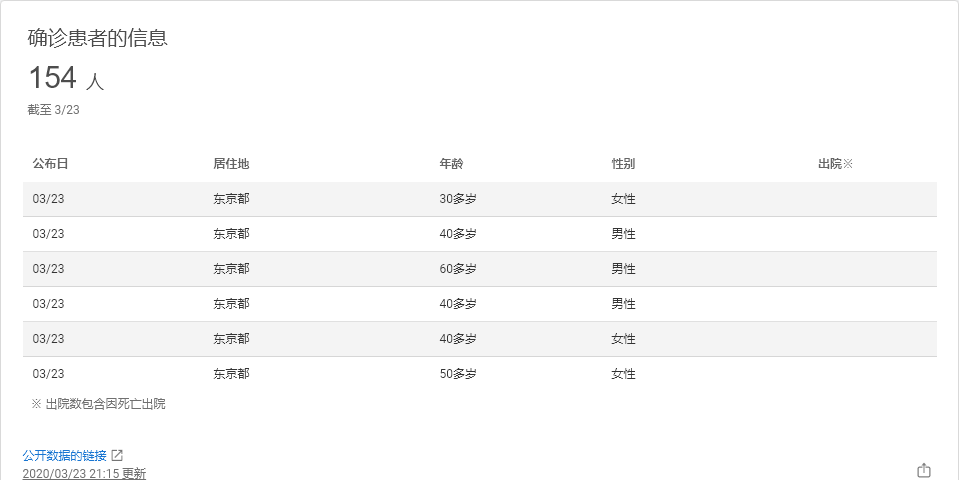 确诊患者的信息
154 人
截至 3/23
公布日 居住地 年龄 性别 出院※
03/23 东京都 30多岁 女性
03/23 东京都 40多岁 男性
03/23 东京都 60多岁 男性
03/23 东京都 40多岁 男性
03/23 东京都 40多岁 女性
03/23 东京都 50多岁 女性
※ 出院数包含因死亡出院
公开数据的链接
2020/03/23 21:15 更新